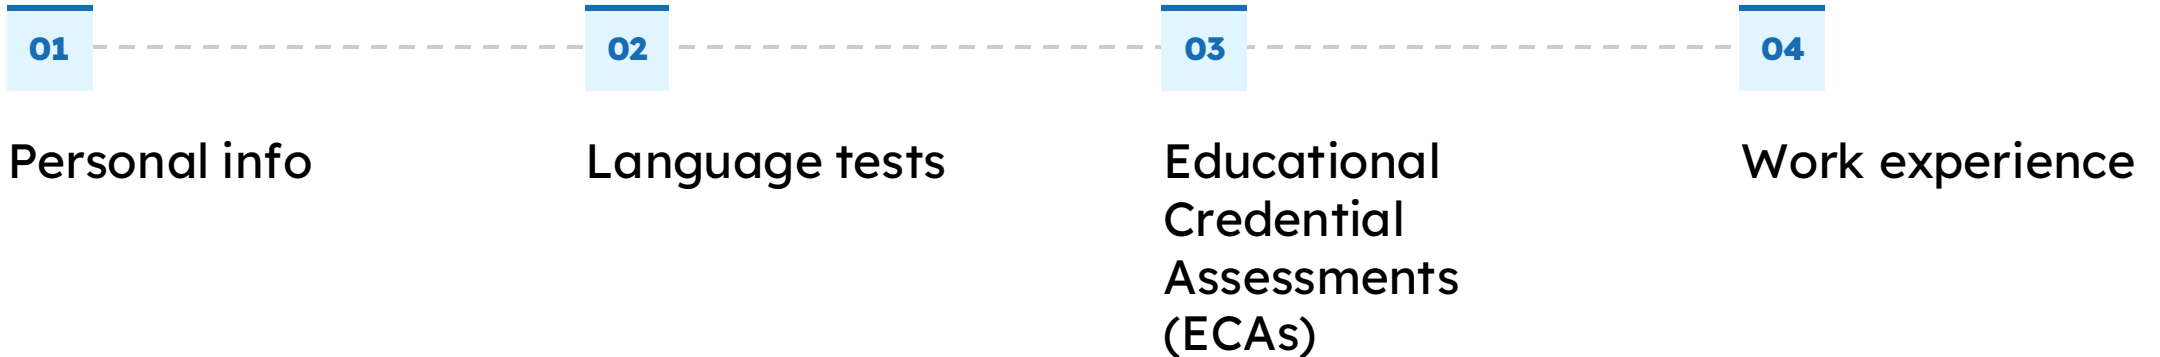 01
Personal info
02
Language tests
03
Educational
Credential
Assessments
(ECAs)
04
Work experience